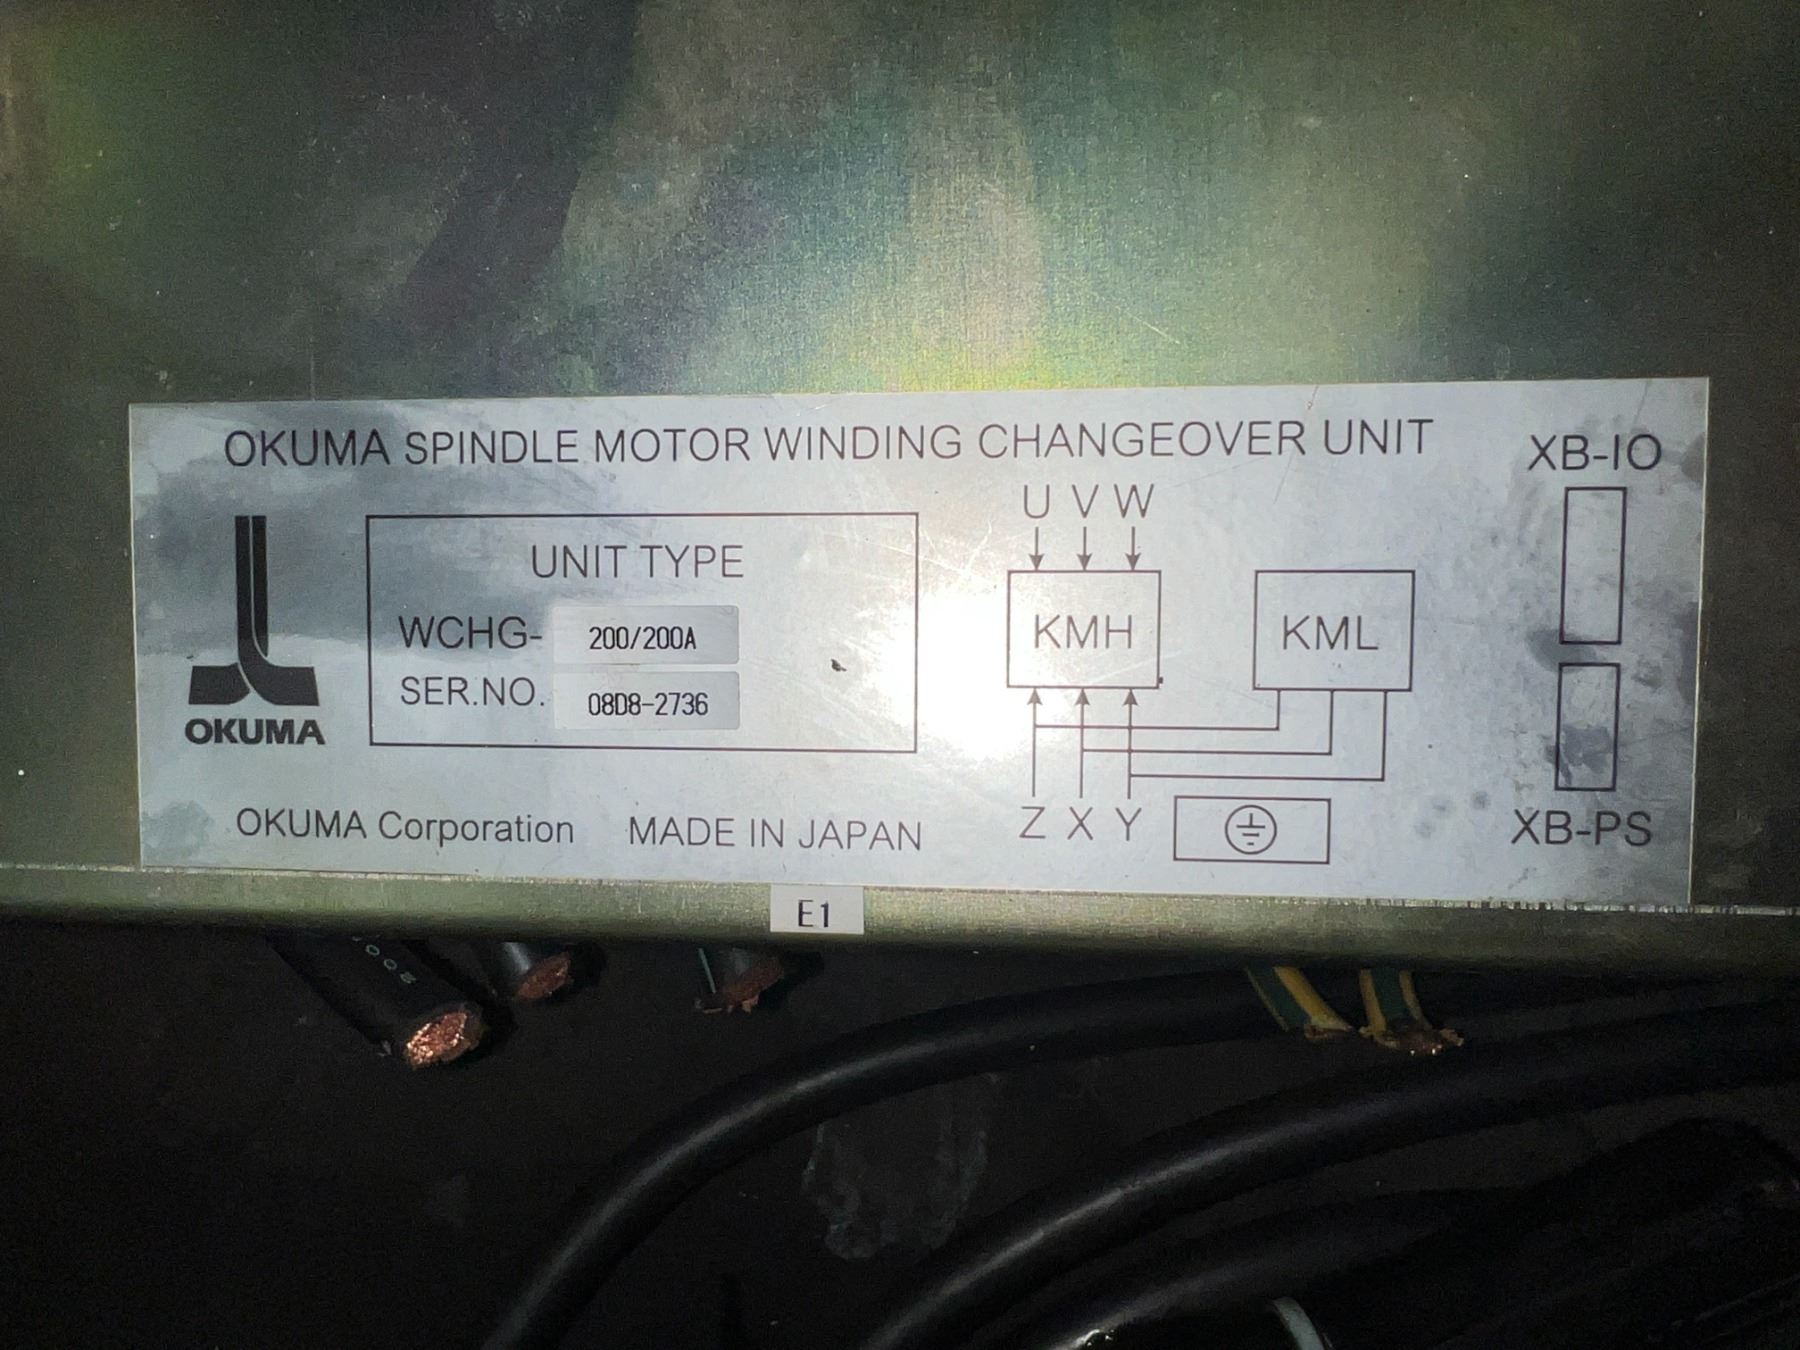 OKUMA SPINDLE MOTOR WINDING CHANGEOVER UNIT
XB-IO
U V W
UNIT TYPE
WCHG- 200/200A
KMH
KML
SER.NO. 08D8-2736
OKUMA
OKUMA Corporation MADE IN JAPAN
Z X Y
XB-PS
E1